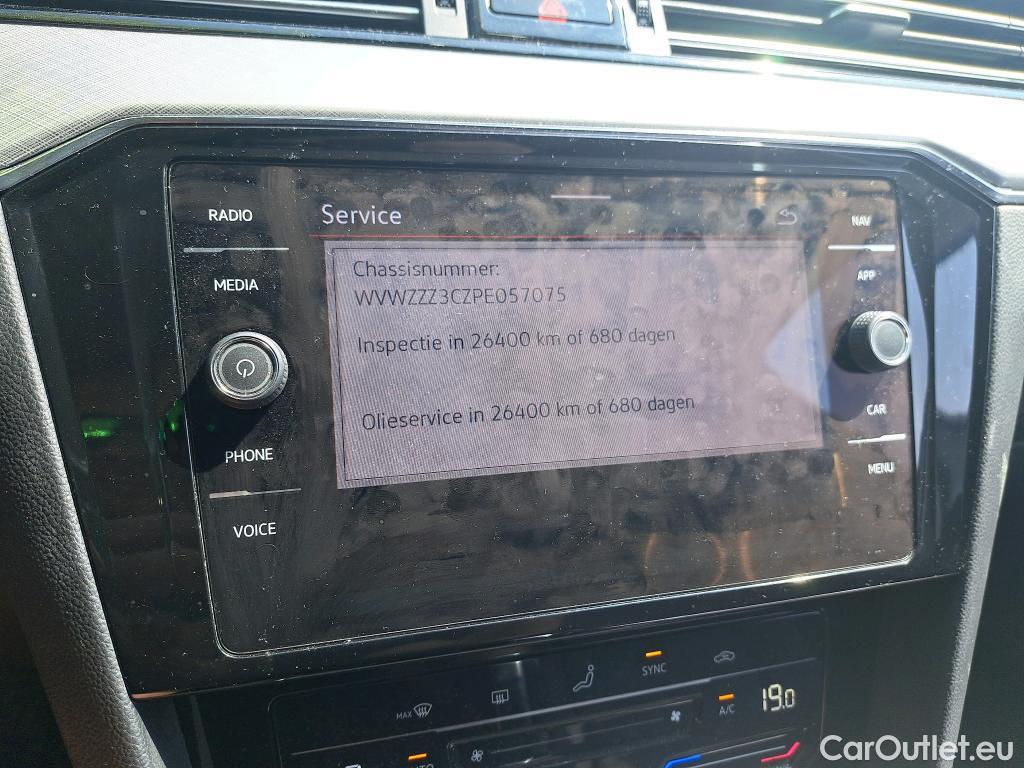 RADIO
Service
NAV
MEDIA
APP
Chassisnummer:
WVWZZZ3CZPE057075
Inspectie in 26400 km of 680 dagen
Olieservice in 26400 km of 680 dagen
CAR
PHONE
MENU
VOICE
SYNC
MAX
A/C
19.0
CarOutlet.eu